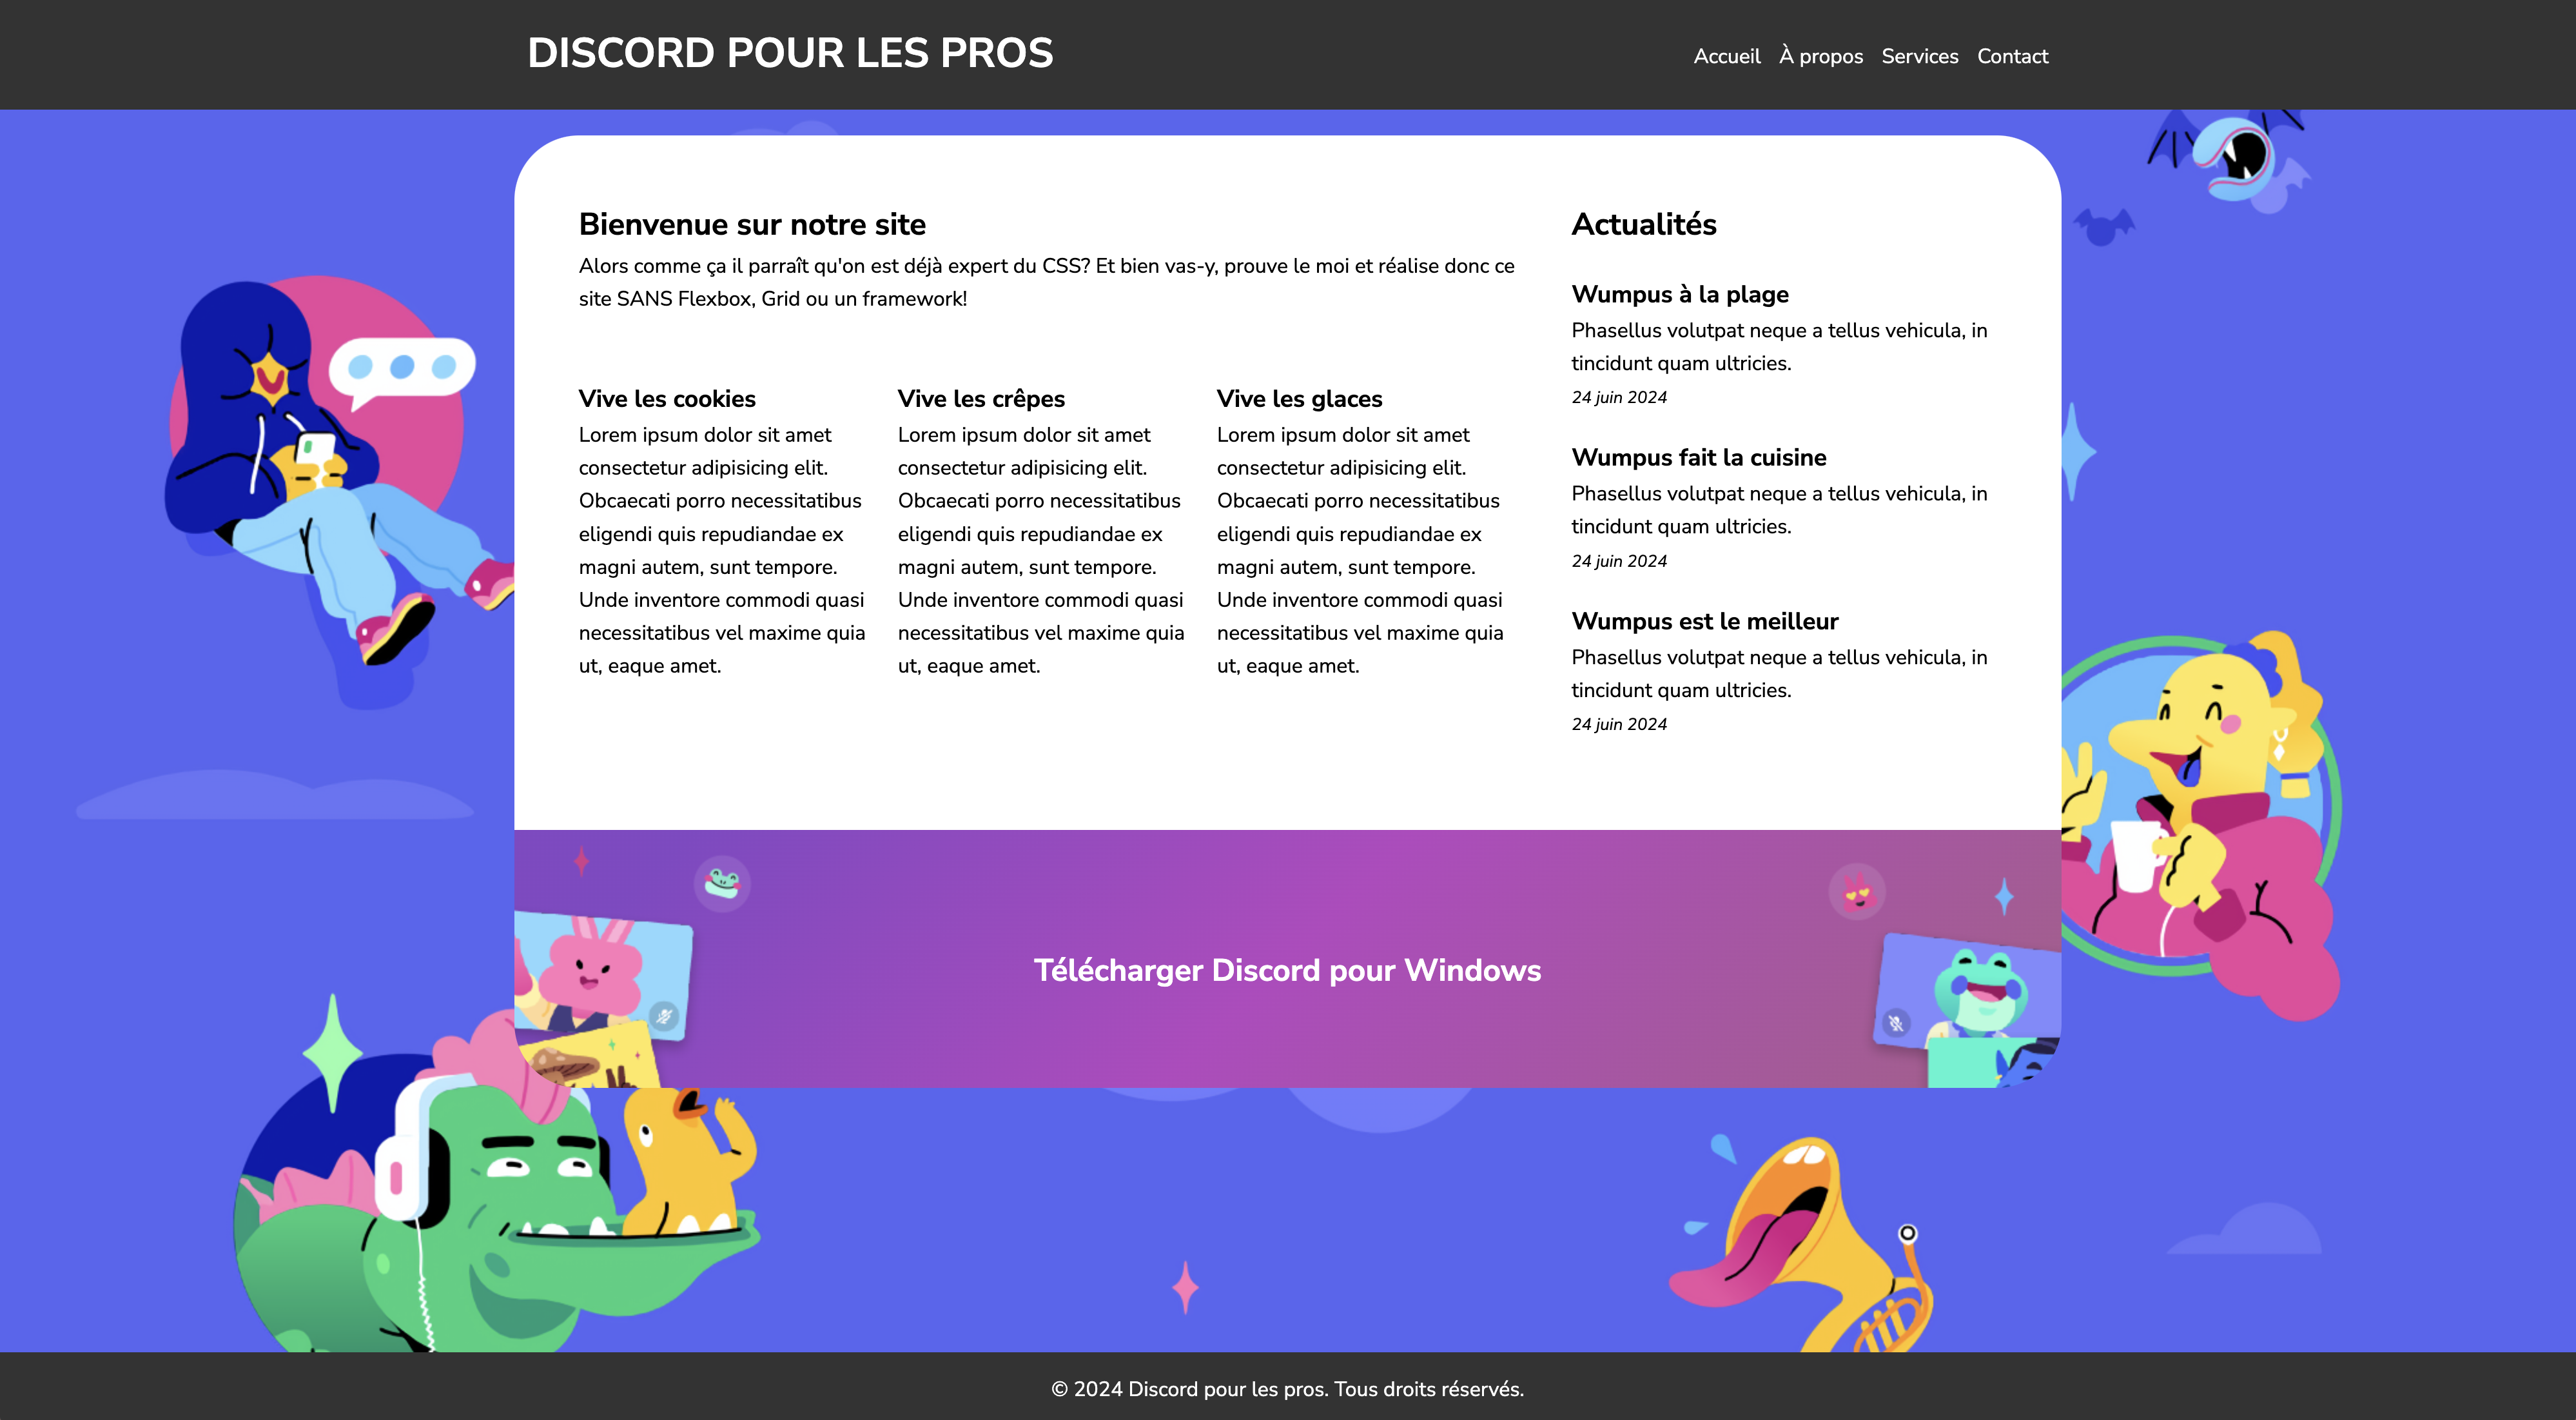 DISCORD POUR LES PROS
Accueil À propos Services Contact
Bienvenue sur notre site
Alors comme ça il parraît qu'on est déjà expert du CSS? Et bien vas-y, prouve le moi et réalise donc ce
site SANS Flexbox, Grid ou un framework!
Vive les cookies
Lorem ipsum dolor sit amet
consectetur adipisicing elit.
Obcaecati porro necessitatibus
eligendi quis repudiandae ex
magni autem, sunt tempore.
Unde inventore commodi quasi
necessitatibus vel maxime quia
ut, eaque amet.
Vive les crêpes
Lorem ipsum dolor sit amet
consectetur adipisicing elit.
Obcaecati porro necessitatibus
eligendi quis repudiandae ex
magni autem, sunt tempore.
Unde inventore commodi quasi
necessitatibus vel maxime quia
ut, eaque amet.
Vive les glaces
Lorem ipsum dolor sit amet
consectetur adipisicing elit.
Obcaecati porro necessitatibus
eligendi quis repudiandae ex
magni autem, sunt tempore.
Unde inventore commodi quasi
necessitatibus vel maxime quia
ut, eaque amet.
Actualités
Wumpus à la plage
Phasellus volutpat neque a tellus vehicula, in
tincidunt quam ultricies.
24 juin 2024
Wumpus fait la cuisine
Phasellus volutpat neque a tellus vehicula, in
tincidunt quam ultricies.
24 juin 2024
Wumpus est le meilleur
Phasellus volutpat neque a tellus vehicula, in
tincidunt quam ultricies.
24 juin 2024
Télécharger Discord pour Windows
© 2024 Discord pour les pros. Tous droits réservés.